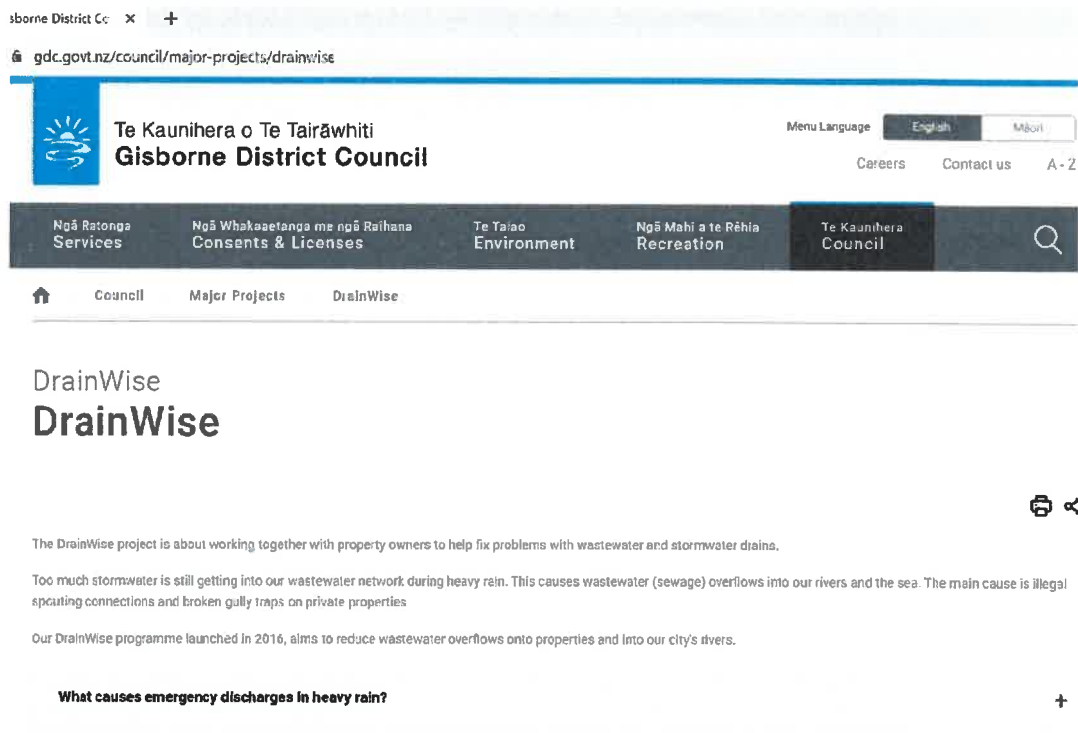 sborne District Cc × +
gdc.govt.nz/council/major-projects/drainwise
Te Kaunihera o Te Tairāwhiti
Gisborne District Council
Menu Language English Māori
Careers Contact us A - Z
Ngā Ratonga
Services
Ngā Whakaaetanga me ngā Raihana
Consents & Licenses
Te Taiao
Environment
Ngā Mahi a te Rēhia
Recreation
Te Kaunihera
Council
Council Major Projects DrainWise
DrainWise
DrainWise
The DrainWise project is about working together with property owners to help fix problems with wastewater and stormwater drains.
Too much stormwater is still getting into our wastewater network during heavy rain. This causes wastewater (sewage) overflows into our rivers and the sea. The main cause is illegal
spouting connections and broken gully traps on private properties
Our DrainWise programme launched in 2016, aims to reduce wastewater overflows onto properties and into our city's rivers.
What causes emergency discharges in heavy rain? +